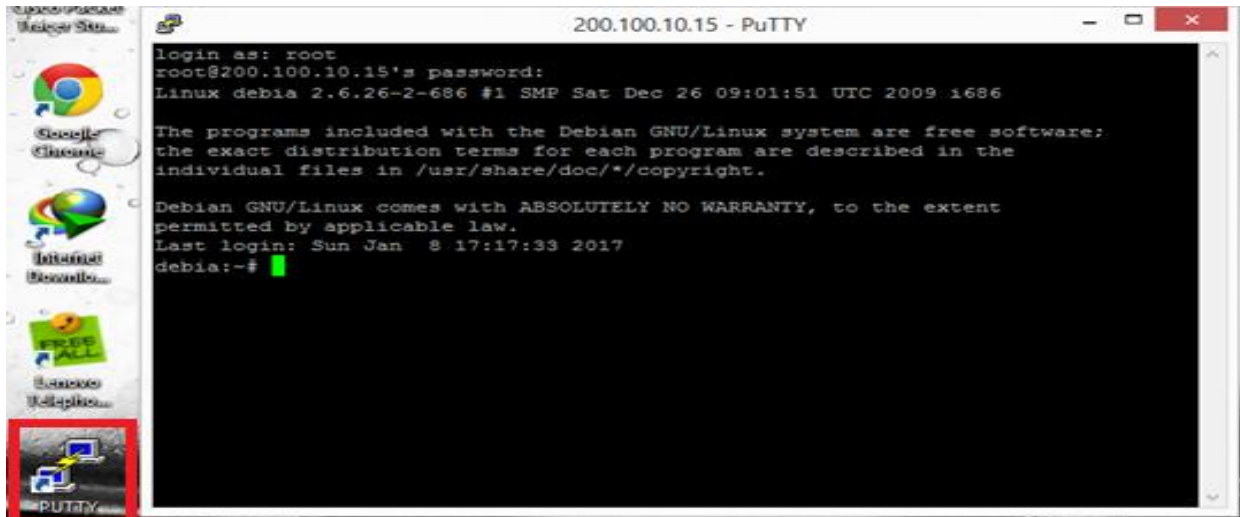 Tracer Stu...
Google
Chrome
Internet
Downlo...
FREE
ALL
Lenovo
Telepho...
PUTTY
200.100.10.15 - PuTTY
login as: root
root@200.100.10.15's password:
Linux debia 2.6.26-2-686 #1 SMP Sat Dec 26 09:01:51 UTC 2009 i686
The programs included with the Debian GNU/Linux system are free software;
the exact distribution terms for each program are described in the
individual files in /usr/share/doc/*/copyright.
Debian GNU/Linux comes with ABSOLUTELY NO WARRANTY, to the extent
permitted by applicable law.
Last login: Sun Jan  8 17:17:33 2017
debia:~#